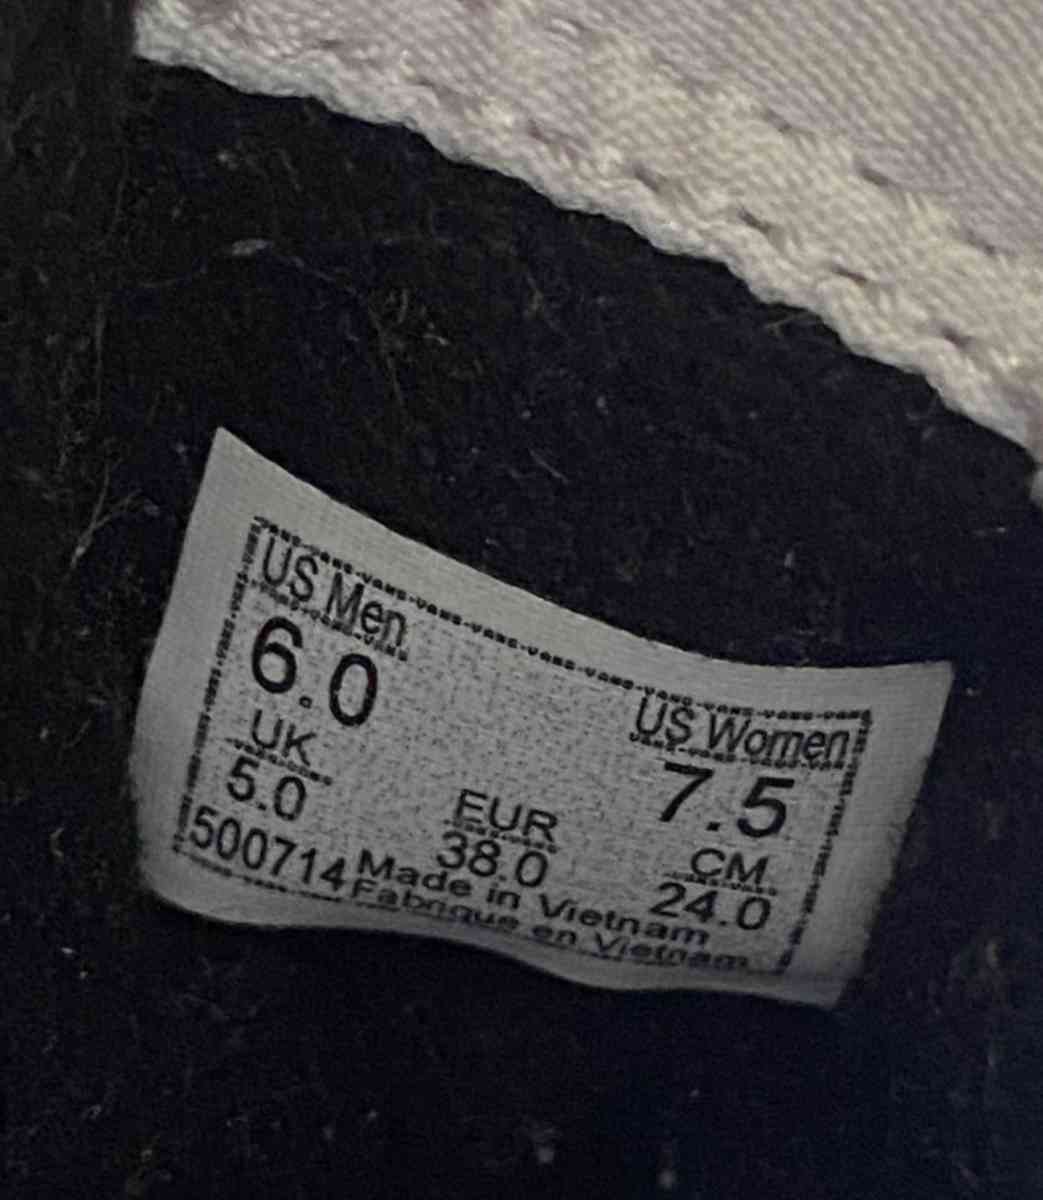 US Men
6.0
US Women
7.5
UK
5.0
EUR
38.0
CM
24.0
500714
Made in Vietnam
Fabrique en Vietnam